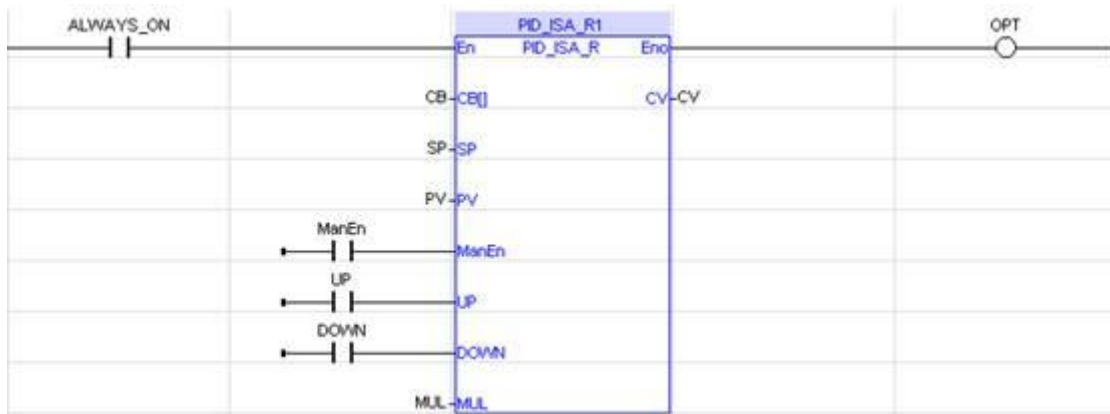 ALWAYS_ON PID_ISA_R1 OPT
En PID_ISA_R Eno
CB CB[] CV CV
SP SP
PV PV
ManEn
ManEn
UP
UP
DOWN
DOWN
MUL MUL